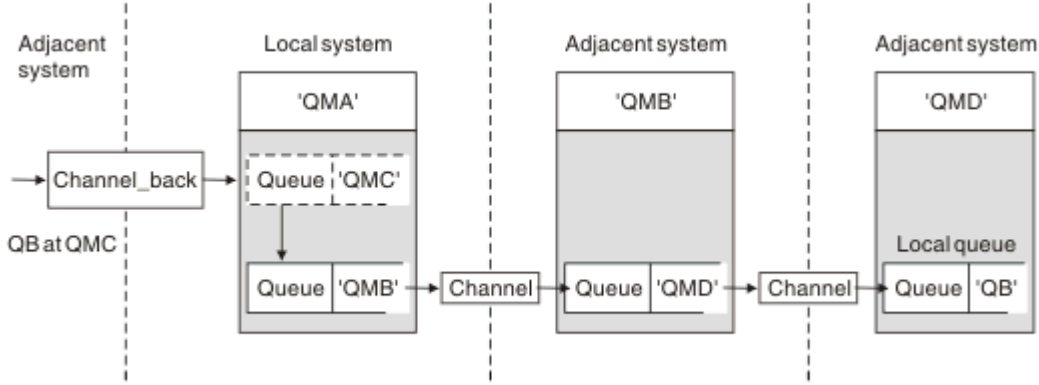 Adjacent
system
Local system
Adjacent system
Adjacent system
'QMA'
'QMB'
'QMD'
Channel_back
Queue 'QMC'
QB at QMC
Local queue
Queue 'QMB'
Channel
Queue 'QMD'
Channel
Queue 'QB'